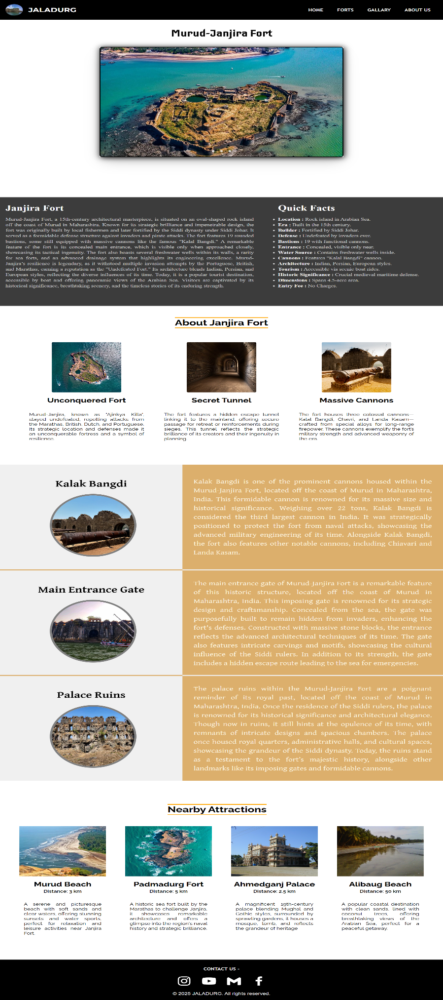 JALADURG
HOME FORTS GALLARY ABOUT US
Murud-Janjira Fort
Janjira Fort
Murud-Janjira Fort, a 15th-century architectural masterpiece, is situated on an oval-shaped rock island
off the coast of Murud in Maharashtra. Known for its strategic brilliance and impenetrable design, the
fort was originally built by local fishermen and later fortified by the Siddi dynasty under Siddi Johar. It
served as a formidable defense structure against invaders and pirate attacks. The fort features 19 rounded
bastions, some still equipped with massive cannons like the famous "Kalal Bangdi." A remarkable
feature of the fort is its concealed main entrance, which is visible only when approached closely,
showcasing its tactical ingenuity. The fort also boasts several freshwater wells within its walls, a rarity
for sea forts, and an advanced drainage system that highlights its engineering excellence. Murud-
Janjira's resilience is legendary, as it withstood multiple invasion attempts by the Portuguese, British,
and Marathas, earning a reputation as the "Undefeated Fort." Its architecture blends Indian, Persian, and
European styles, reflecting the diverse influences of its time. Today, it is a popular tourist destination,
accessible by boat and offering panoramic views of the Arabian Sea. Visitors are captivated by its
historical significance, breathtaking scenery, and the timeless stories of its enduring strength.
Quick Facts
Location : Rock island in Arabian Sea.
Era : Built in the 15th century.
Builder : Fortified by Siddi Johar.
Defense : Undefeated by invaders ever.
Bastions : 19 with functional cannons.
Entrance : Concealed, visible only near.
Water Source : Contains freshwater wells inside.
Cannons : Features "Kalal Bangdi" cannon.
Architecture : Indian, Persian, European styles.
Tourism : Accessible via scenic boat rides.
Historic Significance : Crucial medieval maritime defense.
Dimensions : Spans 4.5-acre area.
Entry Fee : No Charges.
About Janjira Fort
Unconquered Fort
Murud-Janjira, known as "Ajinkya Killa",
stayed undefeated, repelling attacks from
the Marathas, British, Dutch, and Portuguese.
Its strategic location and defenses made it
an unconquerable fortress and a symbol of
resilience.
Secret Tunnel
The fort features a hidden escape tunnel
linking it to the mainland, offering secure
passage for retreat or reinforcements during
sieges. This tunnel reflects the strategic
brilliance of its creators and their ingenuity in
planning.
Massive Cannons
The fort houses three colossal cannons—
Kalal Bangdi, Chavri, and Landa Kasam—
crafted from special alloys for long-range
firepower. These cannons exemplify the fort's
military strength and advanced weaponry of
the era.
Kalak Bangdi
Kalak Bangdi is one of the prominent cannons housed within the
Murud-Janjira Fort, located off the coast of Murud in Maharashtra,
India. This formidable cannon is renowned for its massive size and
historical significance. Weighing over 22 tons, Kalak Bangdi is
considered the third largest cannon in India. It was strategically
positioned to protect the fort from naval attacks, showcasing the
advanced military engineering of its time. Alongside Kalak Bangdi,
the fort also features other notable cannons, including Chiavari and
Landa Kasam.
Main Entrance Gate
The main entrance gate of Murud-Janjira Fort is a remarkable feature
of this historic structure, located off the coast of Murud in
Maharashtra, India. This imposing gate is renowned for its strategic
design and craftsmanship. Concealed from the sea, the gate was
purposefully built to remain hidden from invaders, enhancing the
fort's defenses. Constructed with massive stone blocks, the entrance
reflects the advanced architectural techniques of its time. The gate
also features intricate carvings and motifs, showcasing the cultural
influence of the Siddi rulers. In addition to its strength, the gate
includes a hidden escape route leading to the sea for emergencies.
Palace Ruins
The palace ruins within the Murud-Janjira Fort are a poignant
reminder of its royal past, located off the coast of Murud in
Maharashtra, India. Once the residence of the Siddi rulers, the palace
is renowned for its historical significance and architectural elegance.
Though now in ruins, it still hints at the opulence of its time, with
remnants of intricate designs and spacious chambers. The palace
once housed royal quarters, administrative halls, and cultural spaces,
showcasing the grandeur of the Siddi dynasty. Today, the ruins stand
as a testament to the fort's majestic history, alongside other
landmarks like its imposing gates and formidable cannons.
Nearby Attractions
Murud Beach
Distance: 3 km
A serene and picturesque
beach with soft sands and
clear waters, offering stunning
sunsets and water sports,
perfect for relaxation and
leisure activities near Janjira
Fort.
Padmadurg Fort
Distance: 5 km
A historic sea fort built by the
Marathas to challenge Janjira,
it showcases remarkable
architecture and offers a
glimpse into the region's naval
history and strategic brilliance.
Ahmedganj Palace
Distance: 2.5 km
A magnificent 19th-century
palace blending Mughal and
Gothic styles, surrounded by
sprawling gardens, it houses a
mosque, tomb, and reflects
the grandeur of heritage
Alibaug Beach
Distance: 50 km
A popular coastal destination
with clean sands, lined with
coconut trees, offering
breathtaking views of the
Arabian Sea, perfect for a
peaceful getaway.
CONTACT US -
© 2025 JALADURG. All rights reserved.